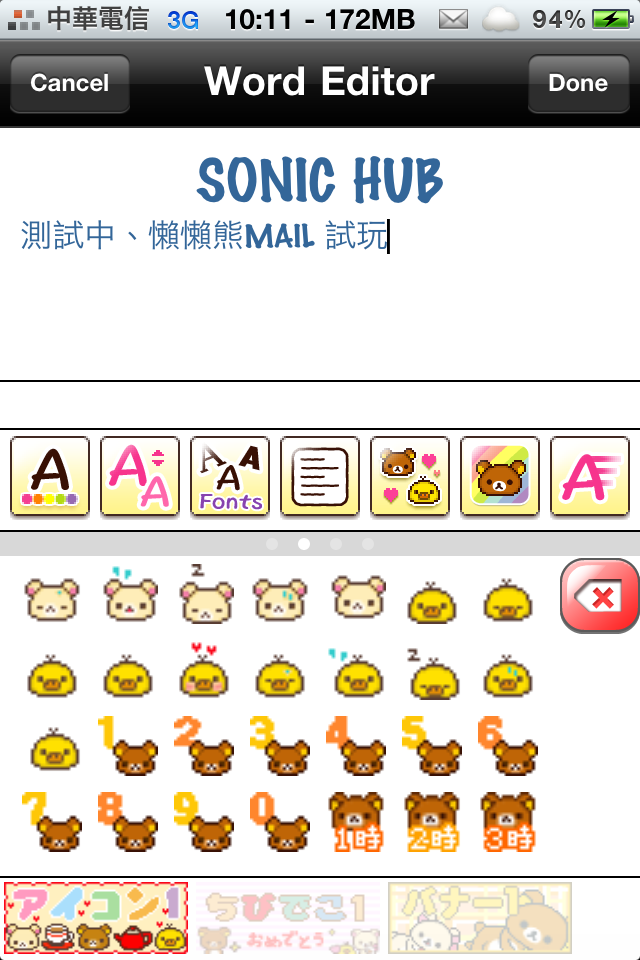 中華電信 3G 10:11 - 172MB 94%
Cancel Word Editor Done
SONIC HUB
測試中、懶懶熊MAIL 試玩
A A A A A A Fonts A
z
z
1 2 3 4 5 6
7 8 9 0 1時 2時 3時
アイコン1 ちびでこ1 おめでとう バナー1